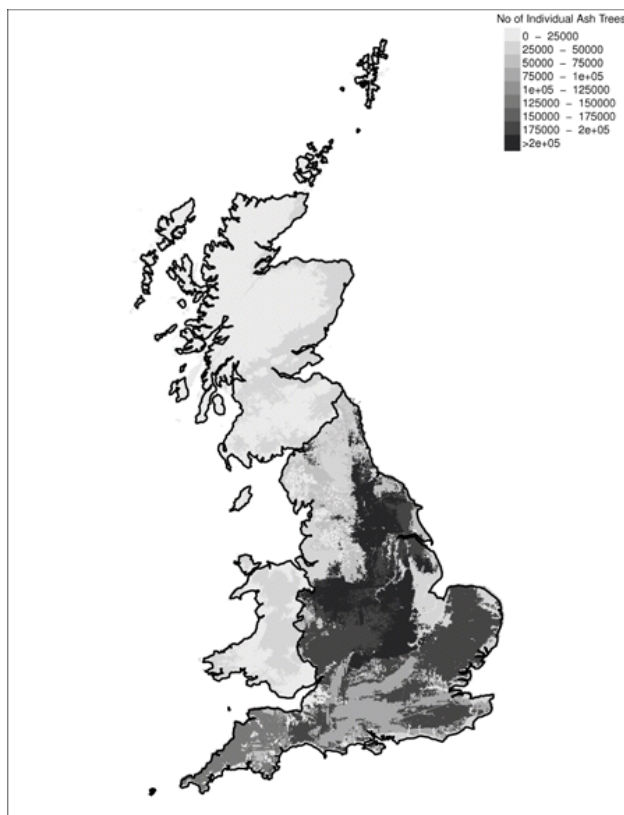 No of Individual Ash Trees
0 - 25000
25000 - 50000
50000 - 75000
75000 - 1e+05
1e+05 - 125000
125000 - 150000
150000 - 175000
175000 - 2e+05
>2e+05